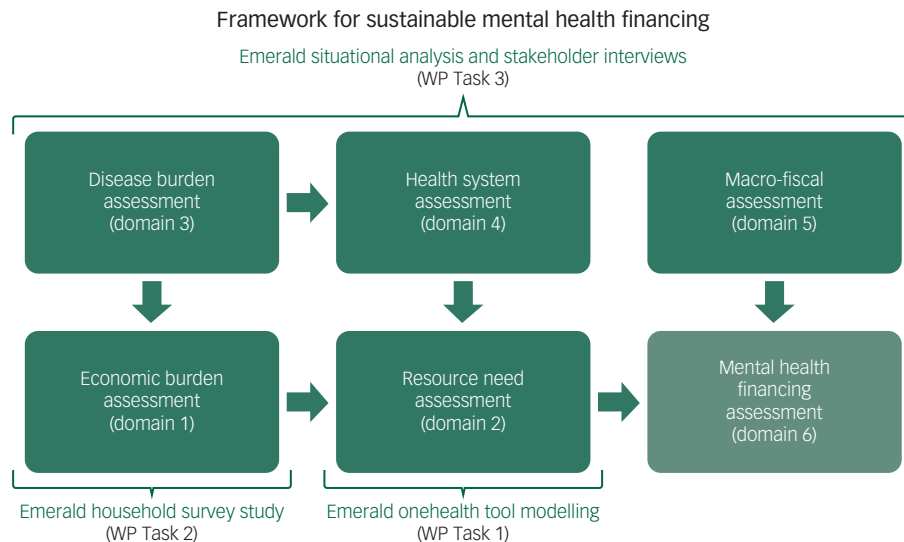 Framework for sustainable mental health financing
Emerald situational analysis and stakeholder interviews
(WP Task 3)
Disease burden
assessment
(domain 3)
Health system
assessment
(domain 4)
Macro-fiscal
assessment
(domain 5)
Economic burden
assessment
(domain 1)
Resource need
assessment
(domain 2)
Mental health
financing
assessment
(domain 6)
Emerald household survey study
(WP Task 2)
Emerald onehealth tool modelling
(WP Task 1)